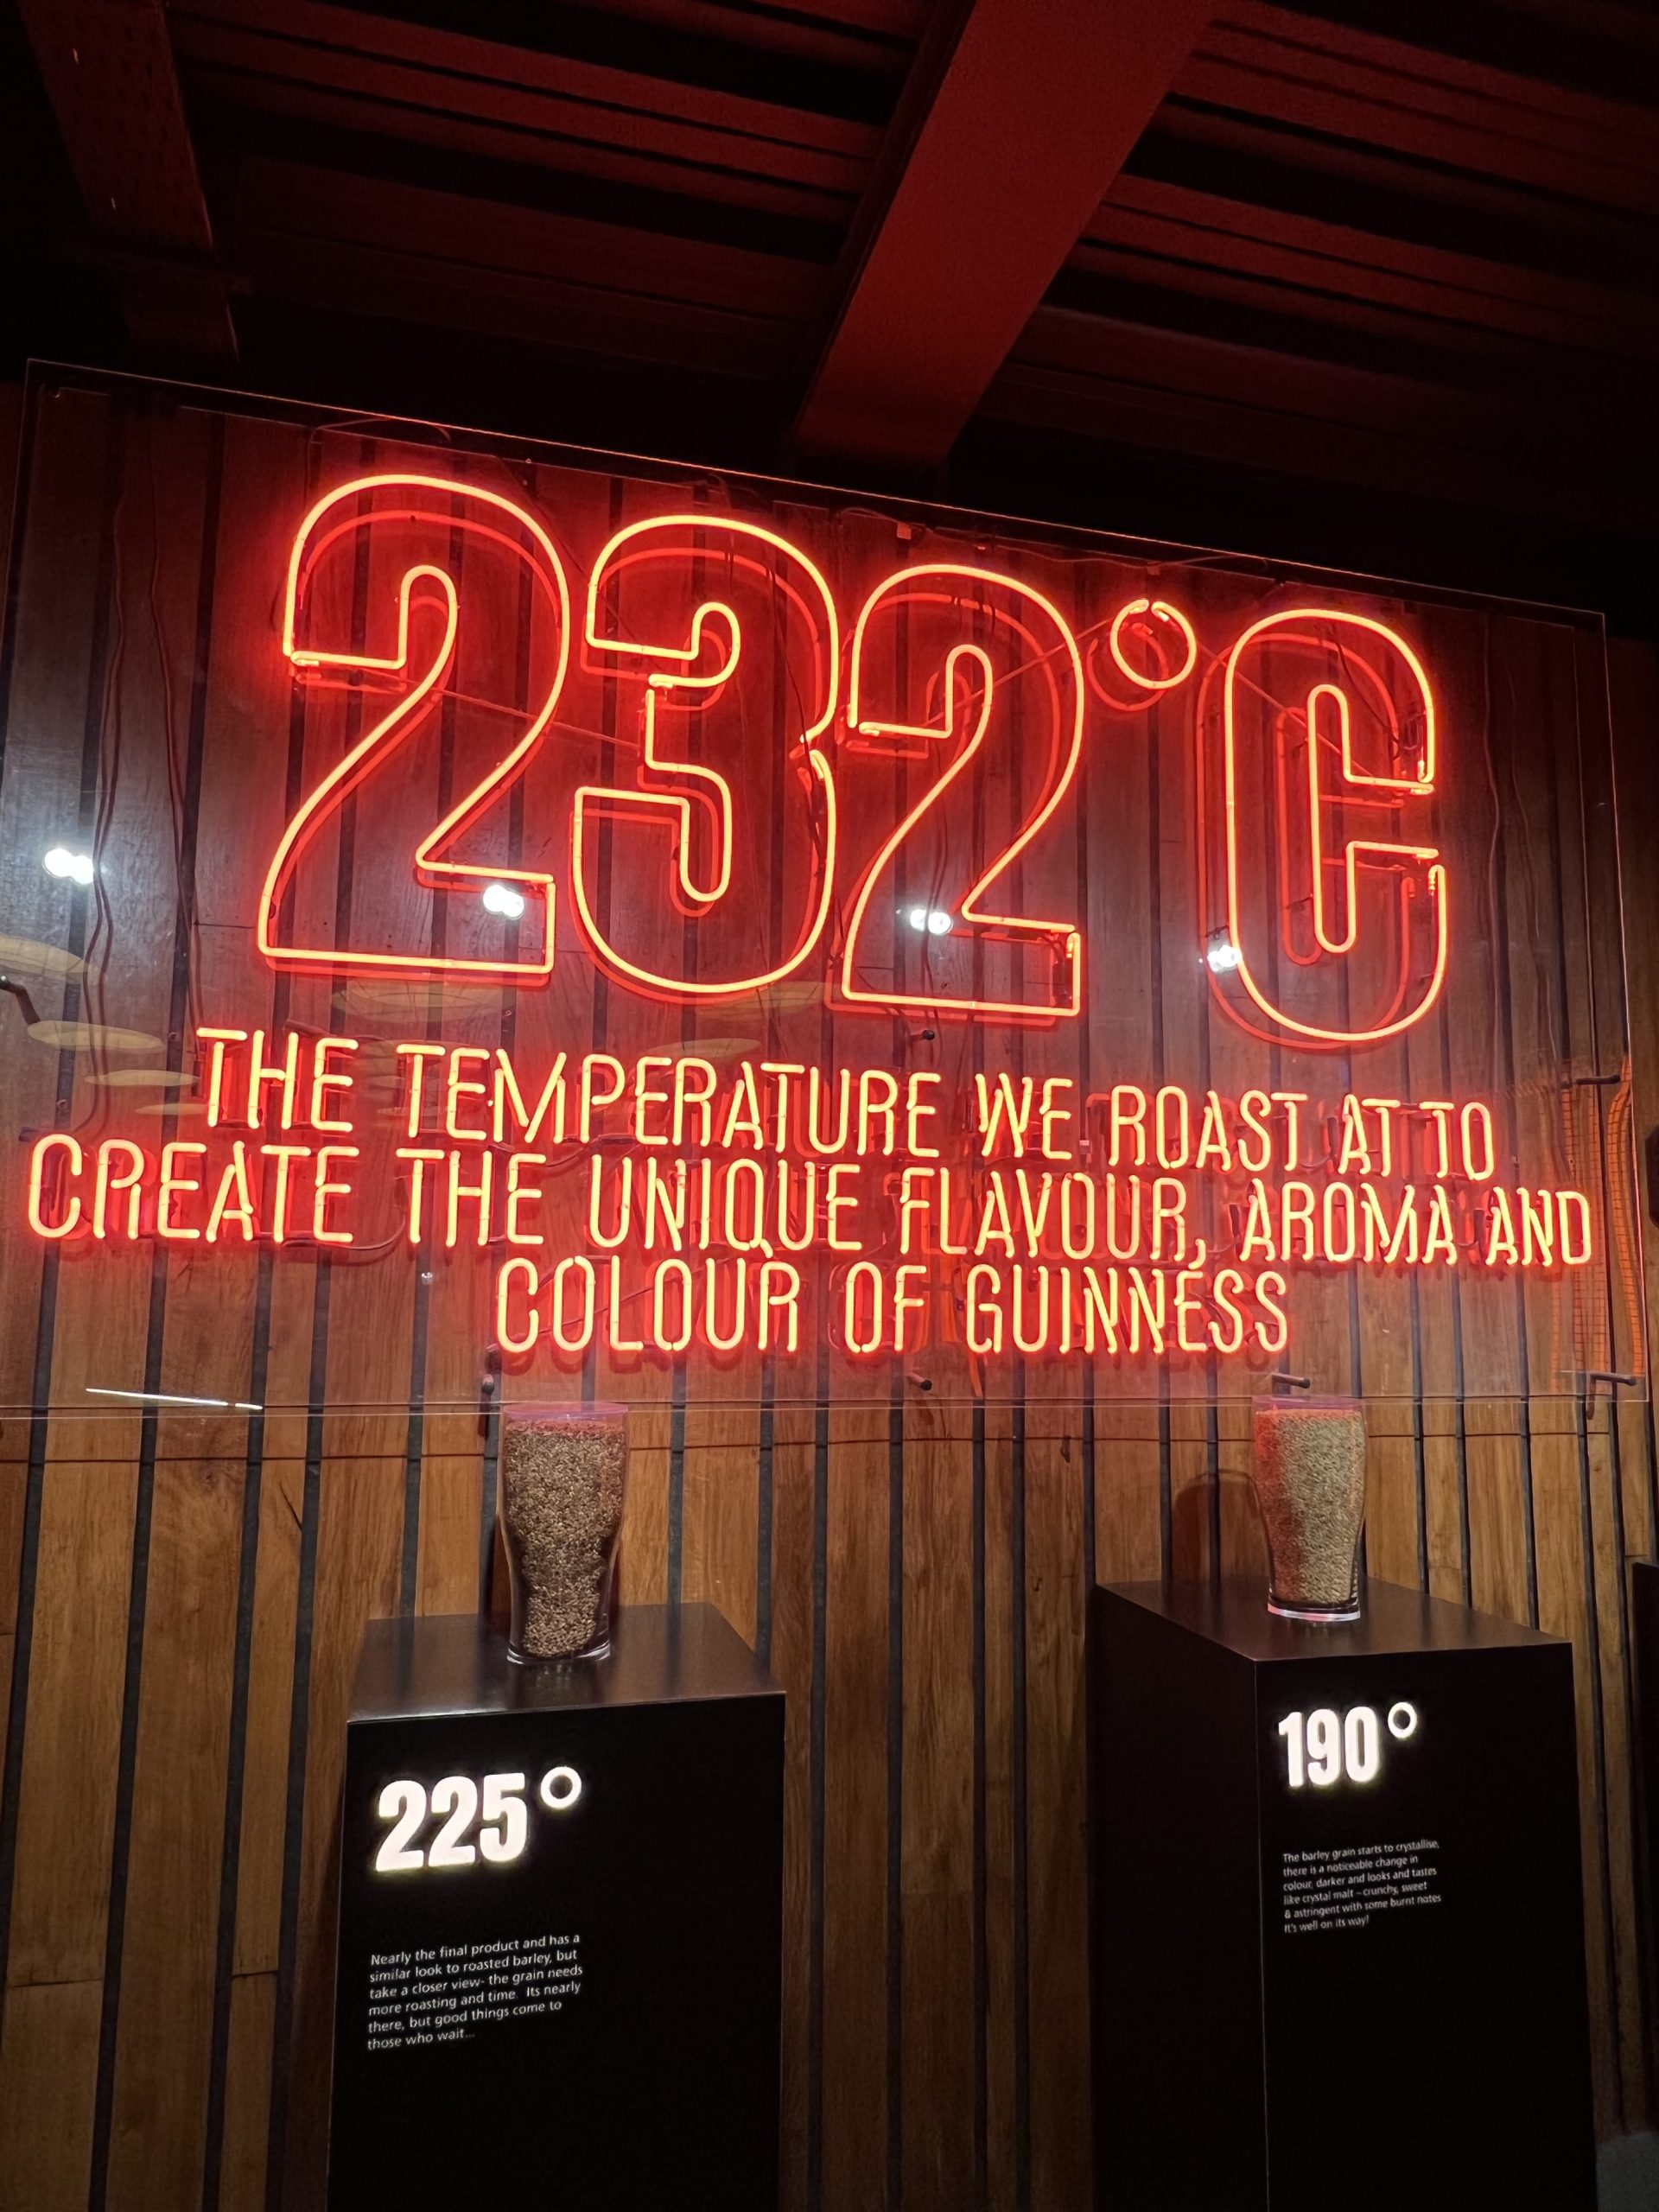 232°C
THE TEMPERATURE WE ROAST AT TO
CREATE THE UNIQUE FLAVOUR, AROMA AND
COLOUR OF GUINNESS
225°
Nearly the final product and has a
similar look to roasted barley, but
take a closer view- the grain needs
more roasting and time. Its nearly
there, but good things come to
those who wait...
190°
The barley grain starts to crystallise,
there is a noticeable change in
colour, darker and looks and tastes
like crystal malt – crunchy, sweet
& astringent with some burnt notes
It's well on its way!